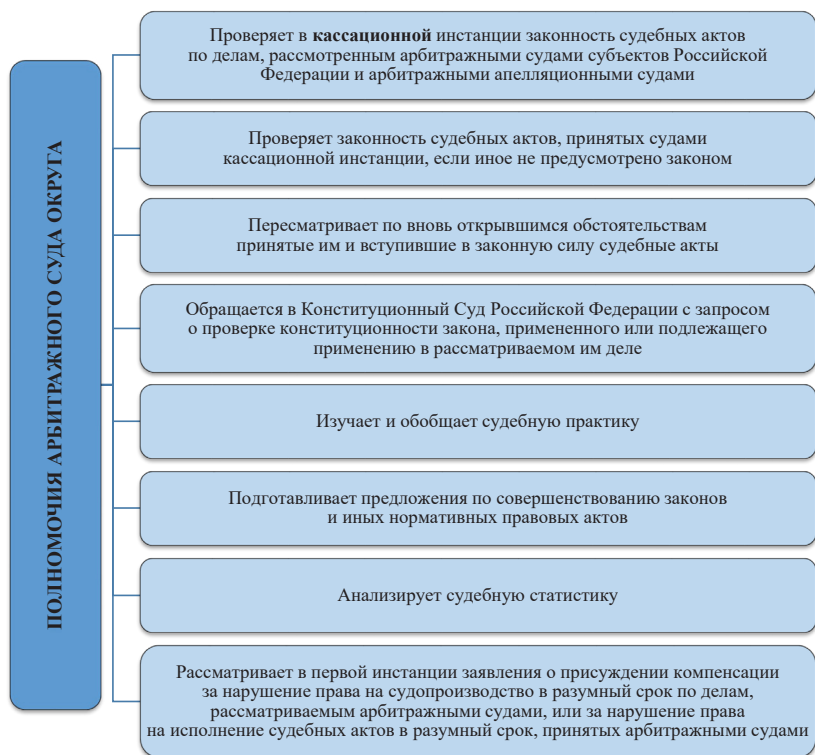 ПОЛНОМОЧИЯ АРБИТРАЖНОГО СУДА ОКРУГА
Проверяет в кассационной инстанции законность судебных актов
по делам, рассмотренным арбитражными судами субъектов Российской
Федерации и арбитражными апелляционными судами
Проверяет законность судебных актов, принятых судами
кассационной инстанции, если иное не предусмотрено законом
Пересматривает по вновь открывшимся обстоятельствам
принятые им и вступившие в законную силу судебные акты
Обращается в Конституционный Суд Российской Федерации с запросом
о проверке конституционности закона, примененного или подлежащего
применению в рассматриваемом им деле
Изучает и обобщает судебную практику
Подготавливает предложения по совершенствованию законов
и иных нормативных правовых актов
Анализирует судебную статистику
Рассматривает в первой инстанции заявления о присуждении компенсации
за нарушение права на судопроизводство в разумный срок по делам,
рассматриваемым арбитражными судами, или за нарушение права
на исполнение судебных актов в разумный срок, принятых арбитражными судами